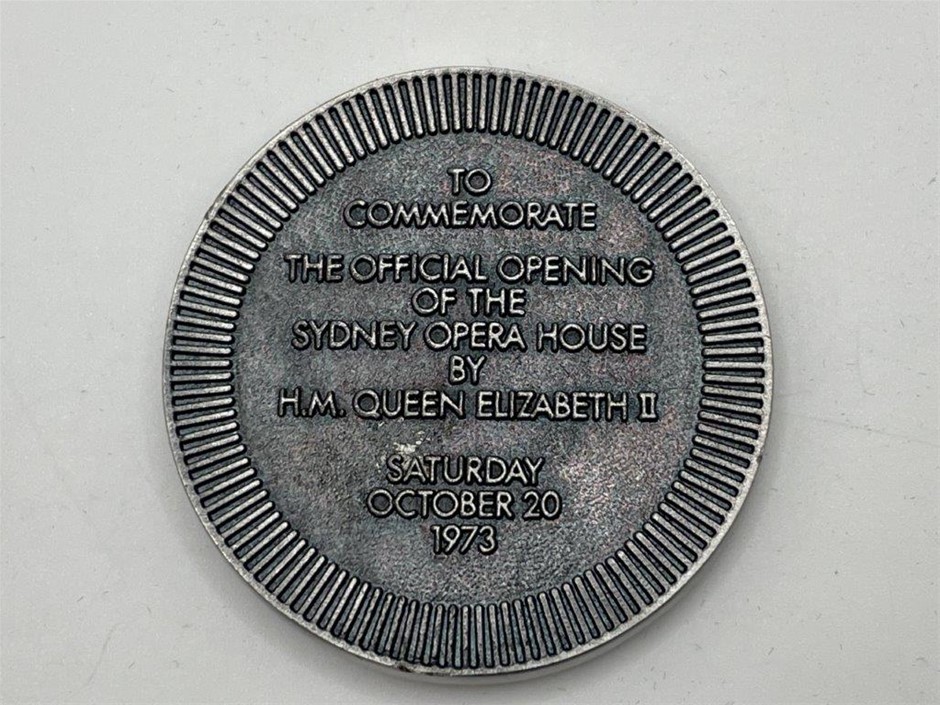 TO
COMMEMORATE
THE OFFICIAL OPENING
OF THE
SYDNEY OPERA HOUSE
BY
H.M. QUEEN ELIZABETH II
SATURDAY
OCTOBER 20
1973